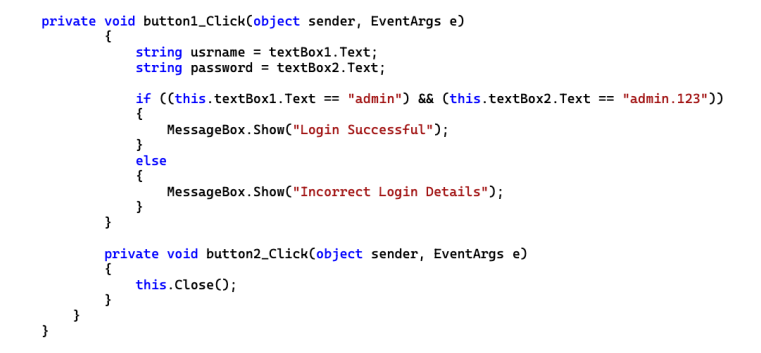 private void button1_Click(object sender, EventArgs e)
{
string usrname = textBox1.Text;
string password = textBox2.Text;
if ((this.textBox1.Text == "admin") && (this.textBox2.Text == "admin.123"))
{
MessageBox.Show("Login Successful");
}
else
{
MessageBox.Show("Incorrect Login Details");
}
}
private void button2_Click(object sender, EventArgs e)
{
this.Close();
}
}
}